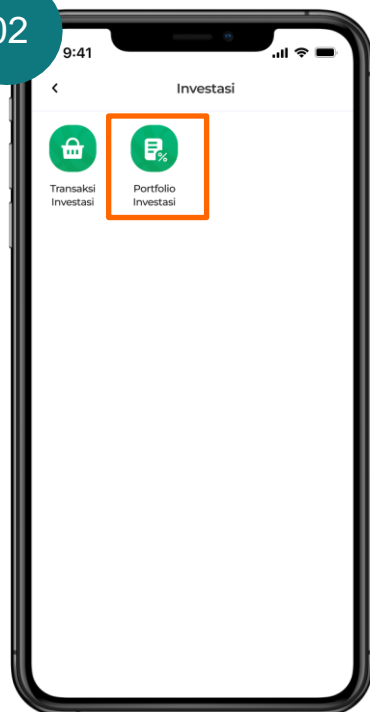 02
9:41
Investasi
Transaksi
Investasi
Portfolio
Investasi